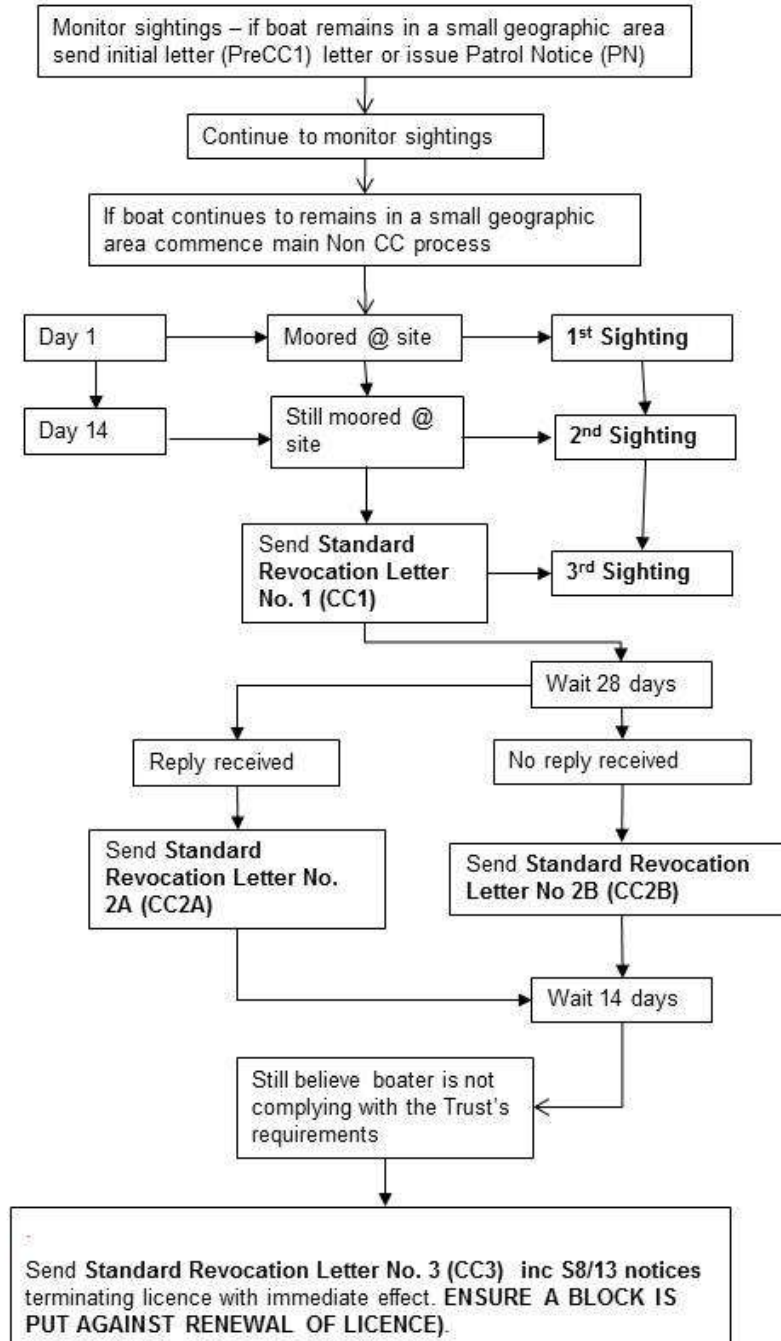 Monitor sightings – if boat remains in a small geographic area
send initial letter (PreCC1) letter or issue Patrol Notice (PN)
Continue to monitor sightings
If boat continues to remains in a small geographic
area commence main Non CC process
Day 1
Moored @ site
1st Sighting
Day 14
Still moored @
site
2nd Sighting
Send Standard
Revocation Letter
No. 1 (CC1)
3rd Sighting
Wait 28 days
Reply received
No reply received
Send Standard
Revocation Letter No.
2A (CC2A)
Send Standard Revocation
Letter No 2B (CC2B)
Wait 14 days
Still believe boater is not
complying with the Trust's
requirements
Send Standard Revocation Letter No. 3 (CC3) inc S8/13 notices
terminating licence with immediate effect. ENSURE A BLOCK IS
PUT AGAINST RENEWAL OF LICENCE).